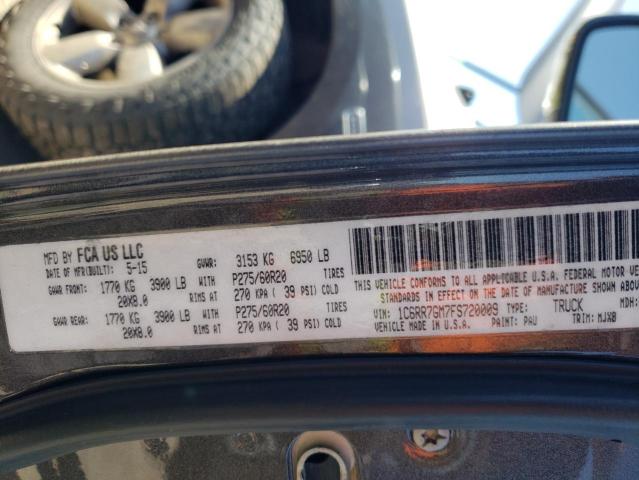 MFD BY FCA US LLC
DATE OF MFR(BUILT): 5-15 GVWR: 3153 KG 6950 LB
GAWR FRONT: 1770 KG 3900 LB WITH P275/60R20 TIRES
20X8.0 RIMS AT 270 KPA ( 39 PSI) COLD
GAWR REAR: 1770 KG 3900 LB WITH P275/60R20 TIRES
20X8.0 RIMS AT 270 KPA ( 39 PSI) COLD
THIS VEHICLE CONFORMS TO ALL APPLICABLE U.S.A. FEDERAL MOTOR
STANDARDS IN EFFECT ON THE DATE OF MANUFACTURE SHOWN ABOV
VIN: 1C6RR7GM7FS720009 TYPE: TRUCK MDH:
VEHICLE MADE IN U.S.A. PAINT: PAU TRIM: MJX8